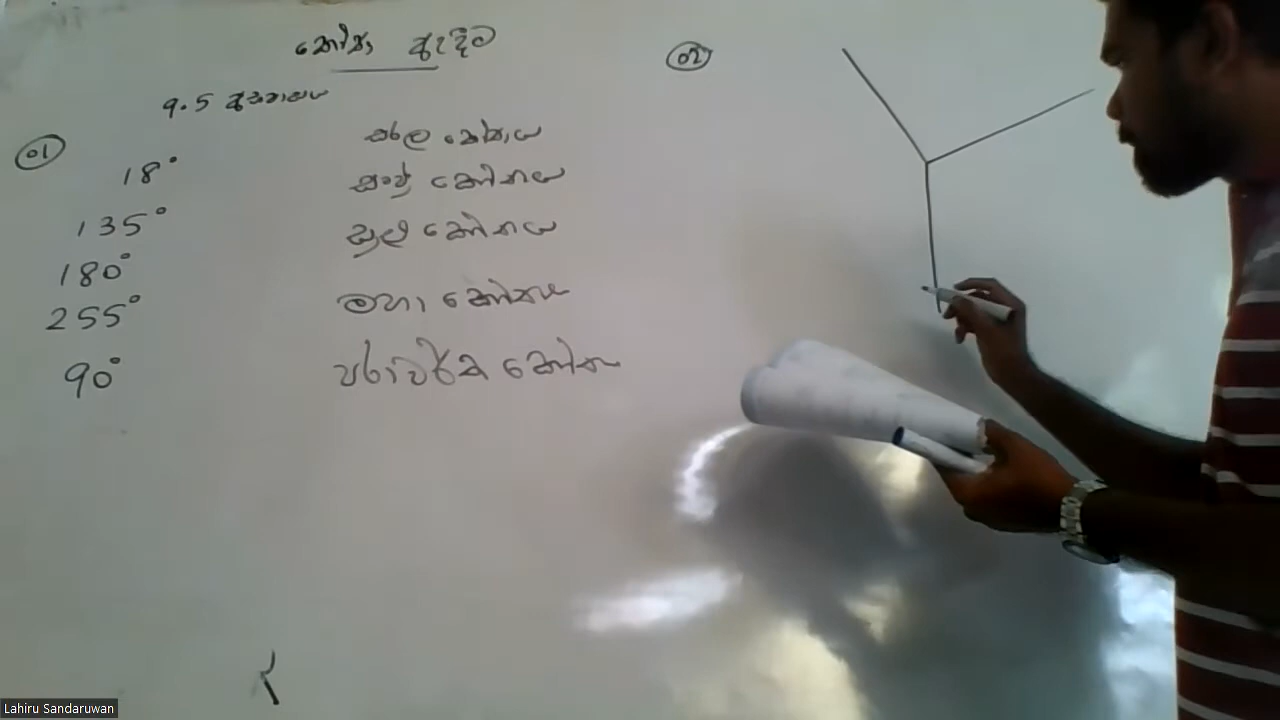 කෝණ ඇඳීම
9.5 අභ්‍යාසය
01
18°
135°
180°
255°
90°
සරල කෝණය
සෘජු කෝණය
සුළු කෝණය
මහා කෝණය
පරාවර්ත කෝණ
02
Lahiru Sandaruwan